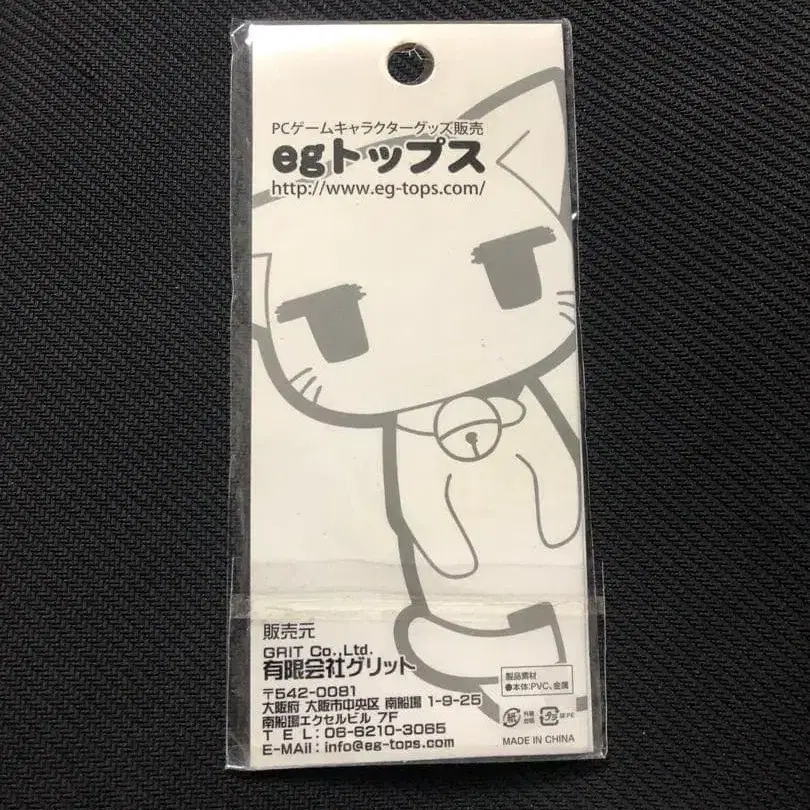 PCゲームキャラクターグッズ販売
egトップス
http://www.eg-tops.com/
販売元
GRIT Co.,Ltd.
有限会社グリット
〒542-0081
大阪府 大阪市中央区 南船場 1-9-25
南船場エクセルビル 7F
TEL:06-6210-3065
E-MAil:info@eg-tops.com
製品素材
●本体:PVC、金属
紙
プラ
MADE IN CHINA